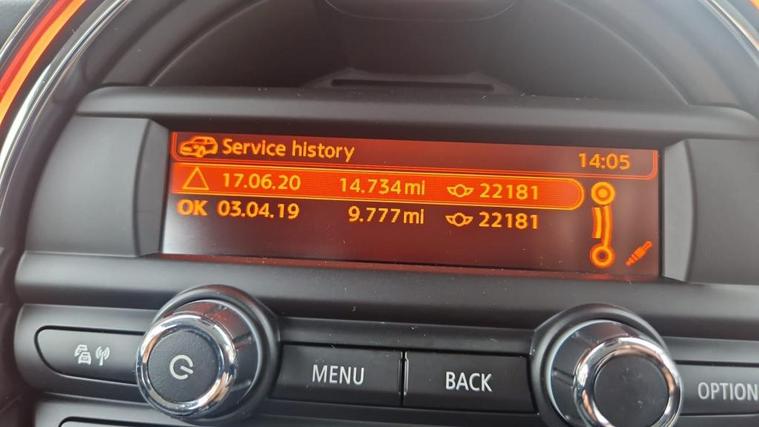 Service history 14:05
17.06.20 14.734mi 22181
OK 03.04.19 9.777mi 22181
MENU BACK OPTION